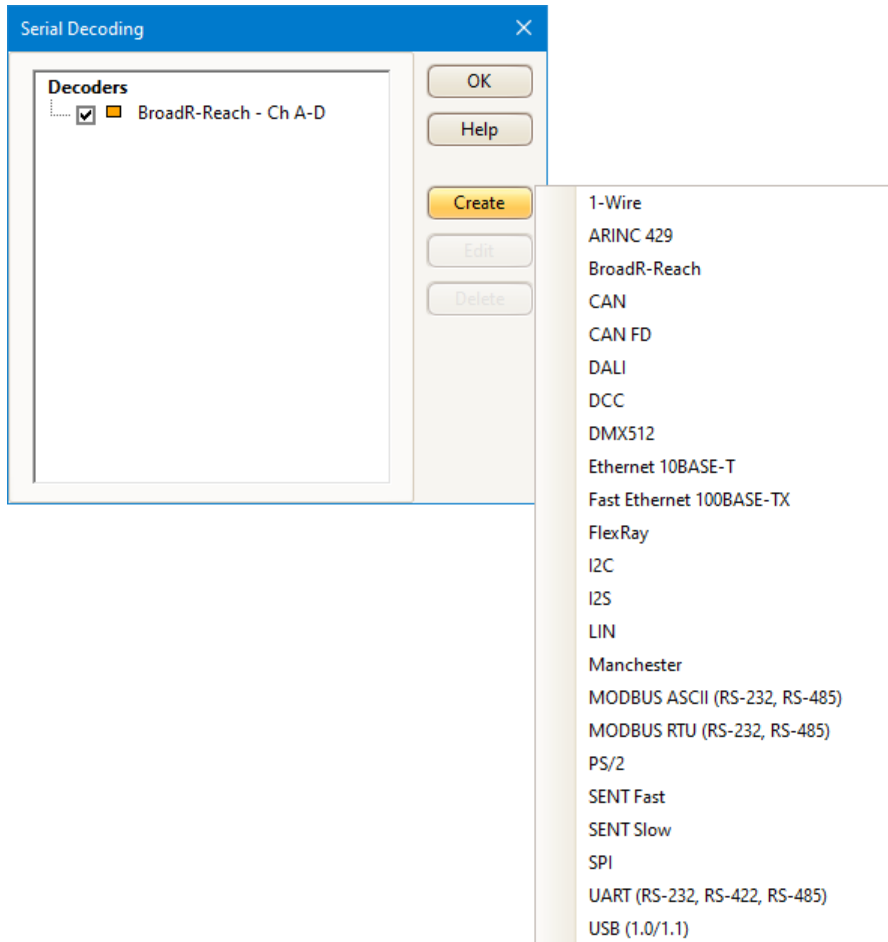 Serial Decoding
Decoders
BroadR-Reach - Ch A-D
OK
Help
Create
Edit
Delete
1-Wire
ARINC 429
BroadR-Reach
CAN
CAN FD
DALI
DCC
DMX512
Ethernet 10BASE-T
Fast Ethernet 100BASE-TX
FlexRay
I2C
I2S
LIN
Manchester
MODBUS ASCII (RS-232, RS-485)
MODBUS RTU (RS-232, RS-485)
PS/2
SENT Fast
SENT Slow
SPI
UART (RS-232, RS-422, RS-485)
USB (1.0/1.1)